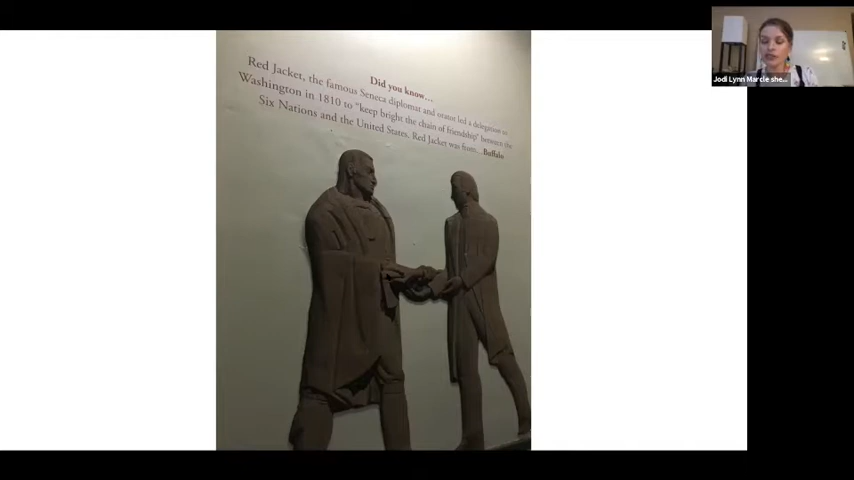 Did you know...
Red Jacket, the famous Seneca diplomat and orator led a delegation to
Washington in 1810 to "keep bright the chain of friendship" between the
Six Nations and the United States. Red Jacket was from... Buffalo
Jodi Lynn Maracle she...